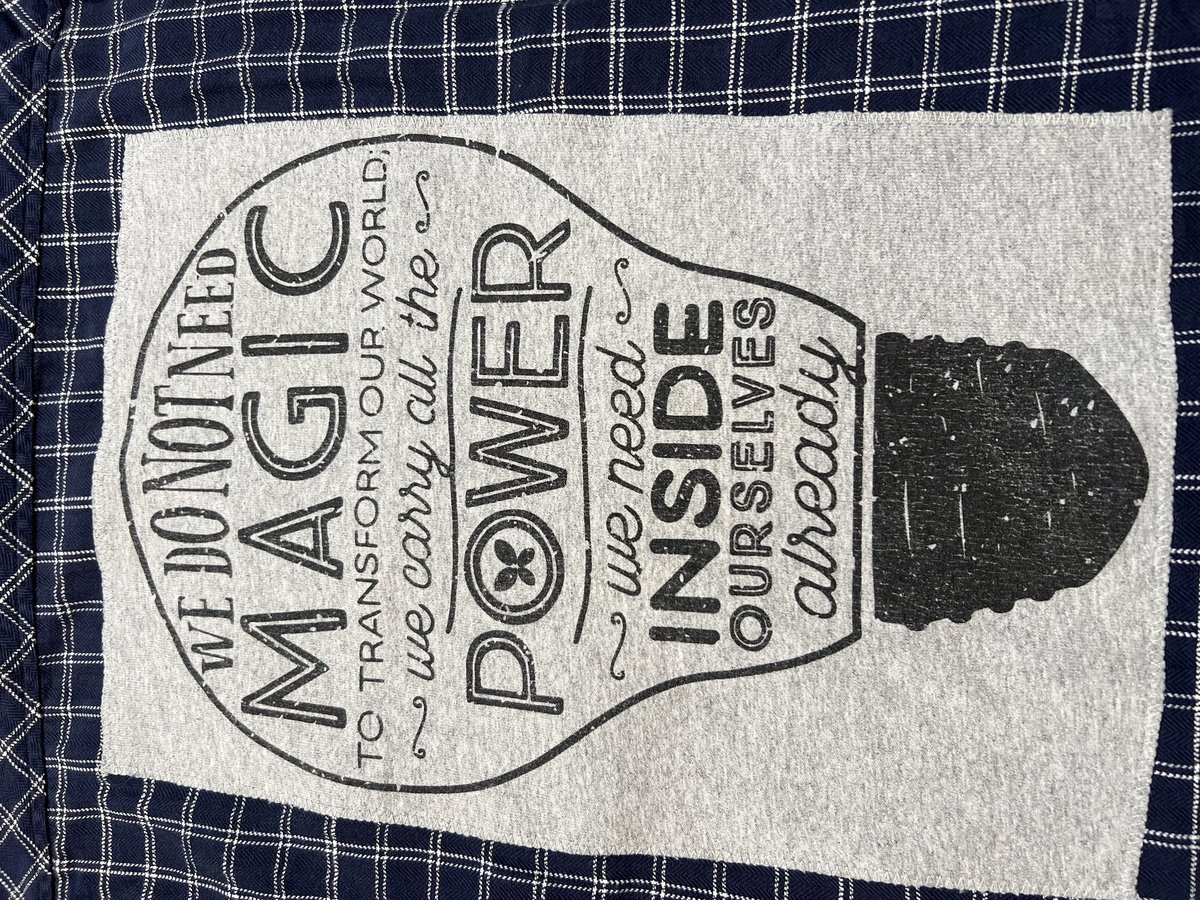 WE DO NOT NEED
MAGIC
TO TRANSFORM OUR WORLD;
we carry all the
POWER
we need
INSIDE
OURSELVES
already